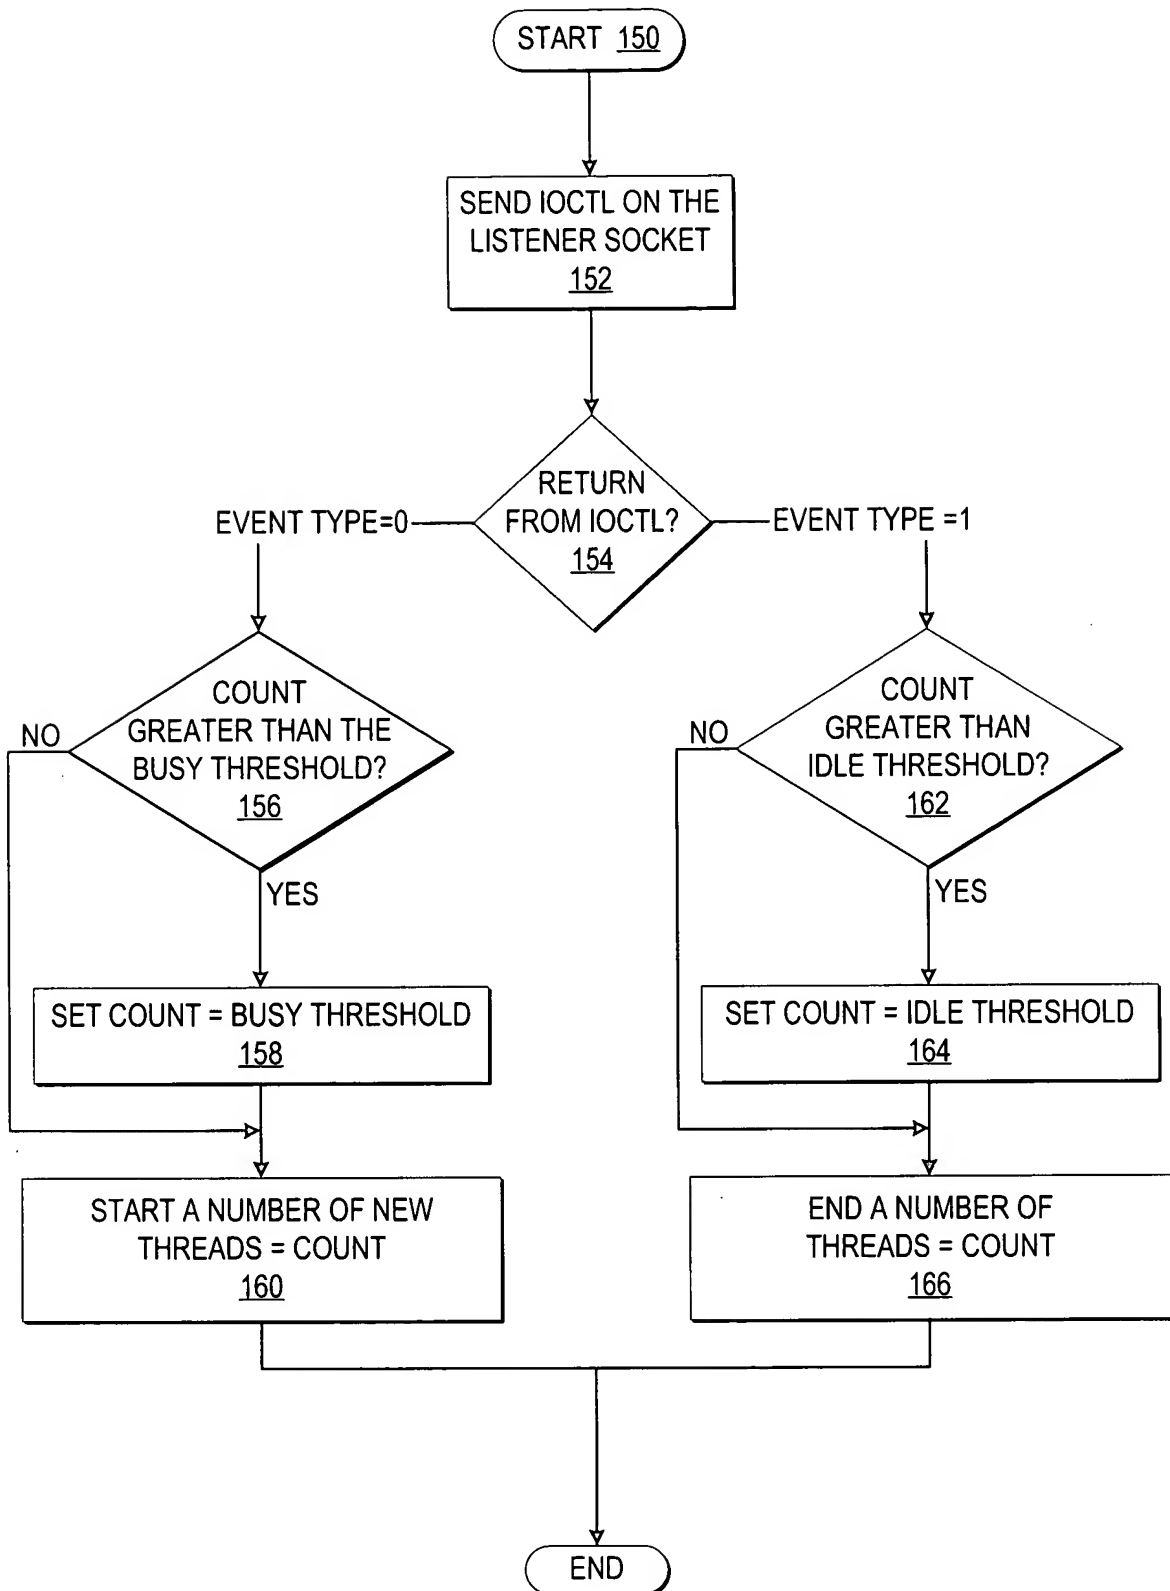 START 150
SEND IOCTL ON THE
LISTENER SOCKET
152
RETURN
FROM IOCTL?
154
EVENT TYPE=0
EVENT TYPE =1
COUNT
GREATER THAN THE
BUSY THRESHOLD?
156
NO
YES
SET COUNT = BUSY THRESHOLD
158
START A NUMBER OF NEW
THREADS = COUNT
160
COUNT
GREATER THAN
IDLE THRESHOLD?
162
NO
YES
SET COUNT = IDLE THRESHOLD
164
END A NUMBER OF
THREADS = COUNT
166
END